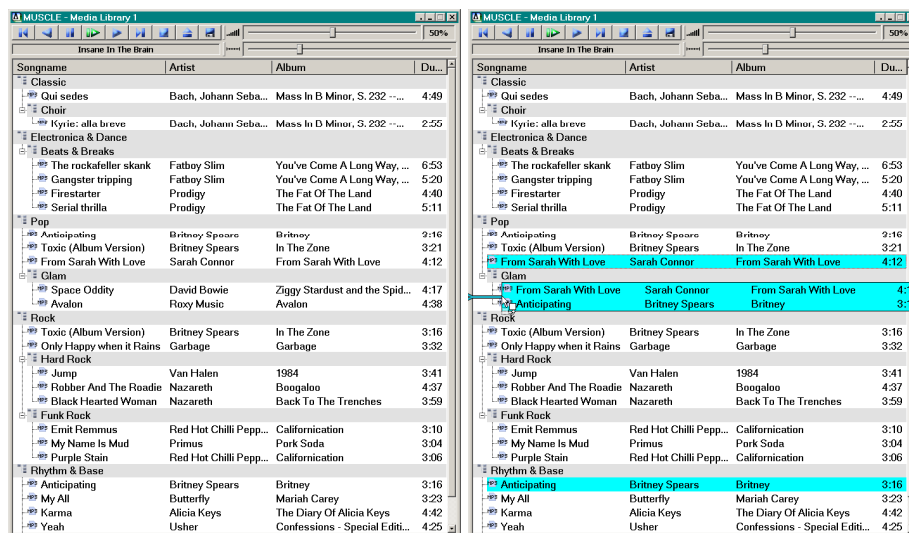 MUSCLE - Media Library 1
50%
Insane In The Brain
Songname Artist Album Du...
Classic
Qui sedes Bach, Johann Seba... Mass In B Minor, S. 232 --... 4:49
Choir
Kyrie: alla breve Bach, Johann Seba... Mass In B Minor, S. 232 --... 2:55
Electronica & Dance
Beats & Breaks
The rockafeller skank Fatboy Slim You've Come A Long Way, ... 6:53
Gangster tripping Fatboy Slim You've Come A Long Way, ... 5:20
Firestarter Prodigy The Fat Of The Land 4:40
Serial thrilla Prodigy The Fat Of The Land 5:11
Pop
Anticipating Britney Spears Britney 3:16
Toxic (Album Version) Britney Spears In The Zone 3:21
From Sarah With Love Sarah Connor From Sarah With Love 4:12
Glam
Space Oddity David Bowie Ziggy Stardust and the Spid... 4:17
Avalon Roxy Music Avalon 4:38
Rock
Toxic (Album Version) Britney Spears In The Zone 3:16
Only Happy when it Rains Garbage Garbage 3:32
Hard Rock
Jump Van Halen 1984 3:41
Robber And The Roadie Nazareth Boogaloo 4:37
Black Hearted Woman Nazareth Back To The Trenches 3:59
Funk Rock
Emit Remmus Red Hot Chilli Pepp... Californication 3:10
My Name Is Mud Primus Pork Soda 3:04
Purple Stain Red Hot Chilli Pepp... Californication 3:06
Rhythm & Base
Anticipating Britney Spears Britney 3:16
My All Butterfly Mariah Carey 3:23
Karma Alicia Keys The Diary Of Alicia Keys 4:42
Yeah Usher Confessions - Special Editi... 4:25
MUSCLE - Media Library 1
50%
Insane In The Brain
Songname Artist Album Du...
Classic
Qui sedes Bach, Johann Seba... Mass In B Minor, S. 232 --... 4:49
Choir
Kyrie: alla breve Bach, Johann Seba... Mass In B Minor, S. 232 --... 2:55
Electronica & Dance
Beats & Breaks
The rockafeller skank Fatboy Slim You've Come A Long Way, ... 6:53
Gangster tripping Fatboy Slim You've Come A Long Way, ... 5:20
Firestarter Prodigy The Fat Of The Land 4:40
Serial thrilla Prodigy The Fat Of The Land 5:11
Pop
Anticipating Britney Spears Britney 3:16
Toxic (Album Version) Britney Spears In The Zone 3:21
From Sarah With Love Sarah Connor From Sarah With Love 4:12
Glam
From Sarah With Love Sarah Connor From Sarah With Love
Anticipating Britney Spears Britney
Rock
Toxic (Album Version) Britney Spears In The Zone 3:16
Only Happy when it Rains Garbage Garbage 3:32
Hard Rock
Jump Van Halen 1984 3:41
Robber And The Roadie Nazareth Boogaloo 4:37
Black Hearted Woman Nazareth Back To The Trenches 3:59
Funk Rock
Emit Remmus Red Hot Chilli Pepp... Californication 3:10
My Name Is Mud Primus Pork Soda 3:04
Purple Stain Red Hot Chilli Pepp... Californication 3:06
Rhythm & Base
Anticipating Britney Spears Britney 3:16
My All Butterfly Mariah Carey 3:23
Karma Alicia Keys The Diary Of Alicia Keys 4:42
Yeah Usher Confessions - Special Editi... 4:25